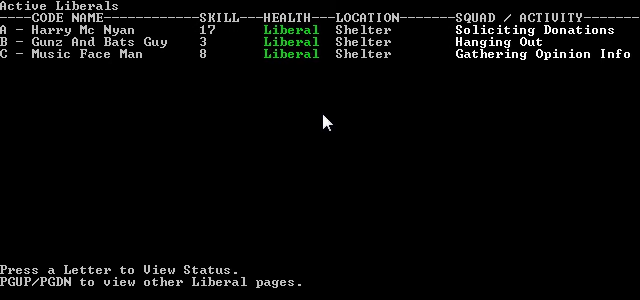 Active Liberals
----CODE NAME------------SKILL---HEALTH---LOCATION-------SQUAD / ACTIVITY-------
A - Harry Mc Nyan        17      Liberal  Shelter        Soliciting Donations
B - Gunz And Bats Guy    3       Liberal  Shelter        Hanging Out
C - Music Face Man       8       Liberal  Shelter        Gathering Opinion Info
Press a Letter to View Status.
PGUP/PGDN to view other Liberal pages.